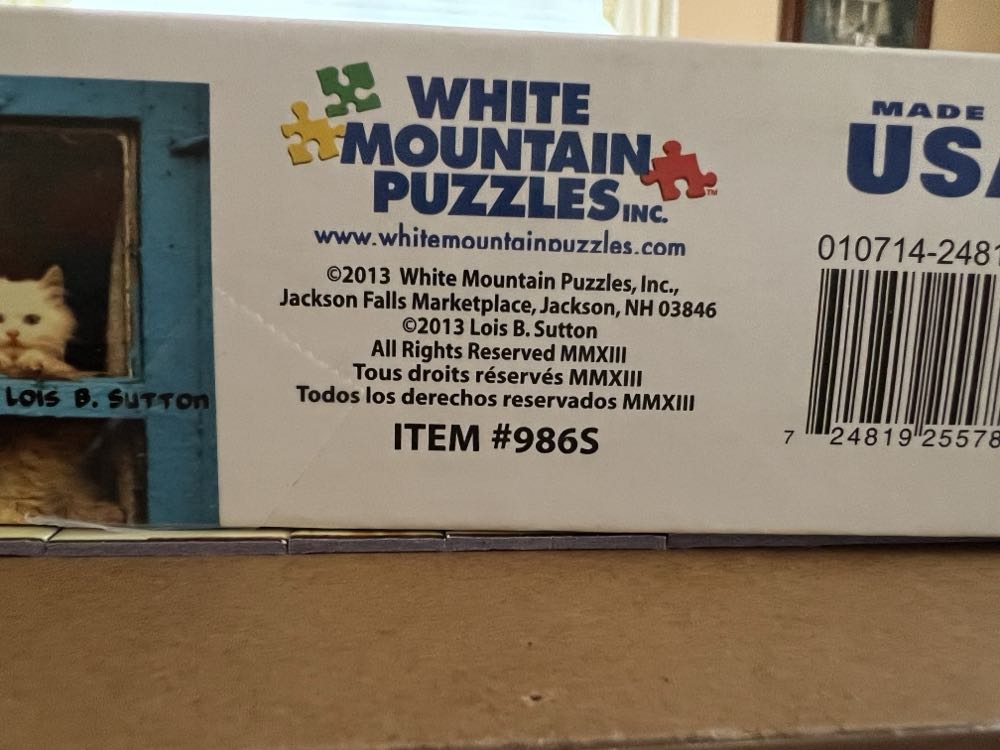 WHITE
MOUNTAIN
PUZZLES INC.
TM
www.whitemountainpuzzles.com
©2013 White Mountain Puzzles, Inc.,
Jackson Falls Marketplace, Jackson, NH 03846
©2013 Lois B. Sutton
All Rights Reserved MMXIII
Tous droits réservés MMXIII
Todos los derechos reservados MMXIII
ITEM #986S
LOIS B. SUTTON
MADE
USA
010714-2481
7 24819 25578